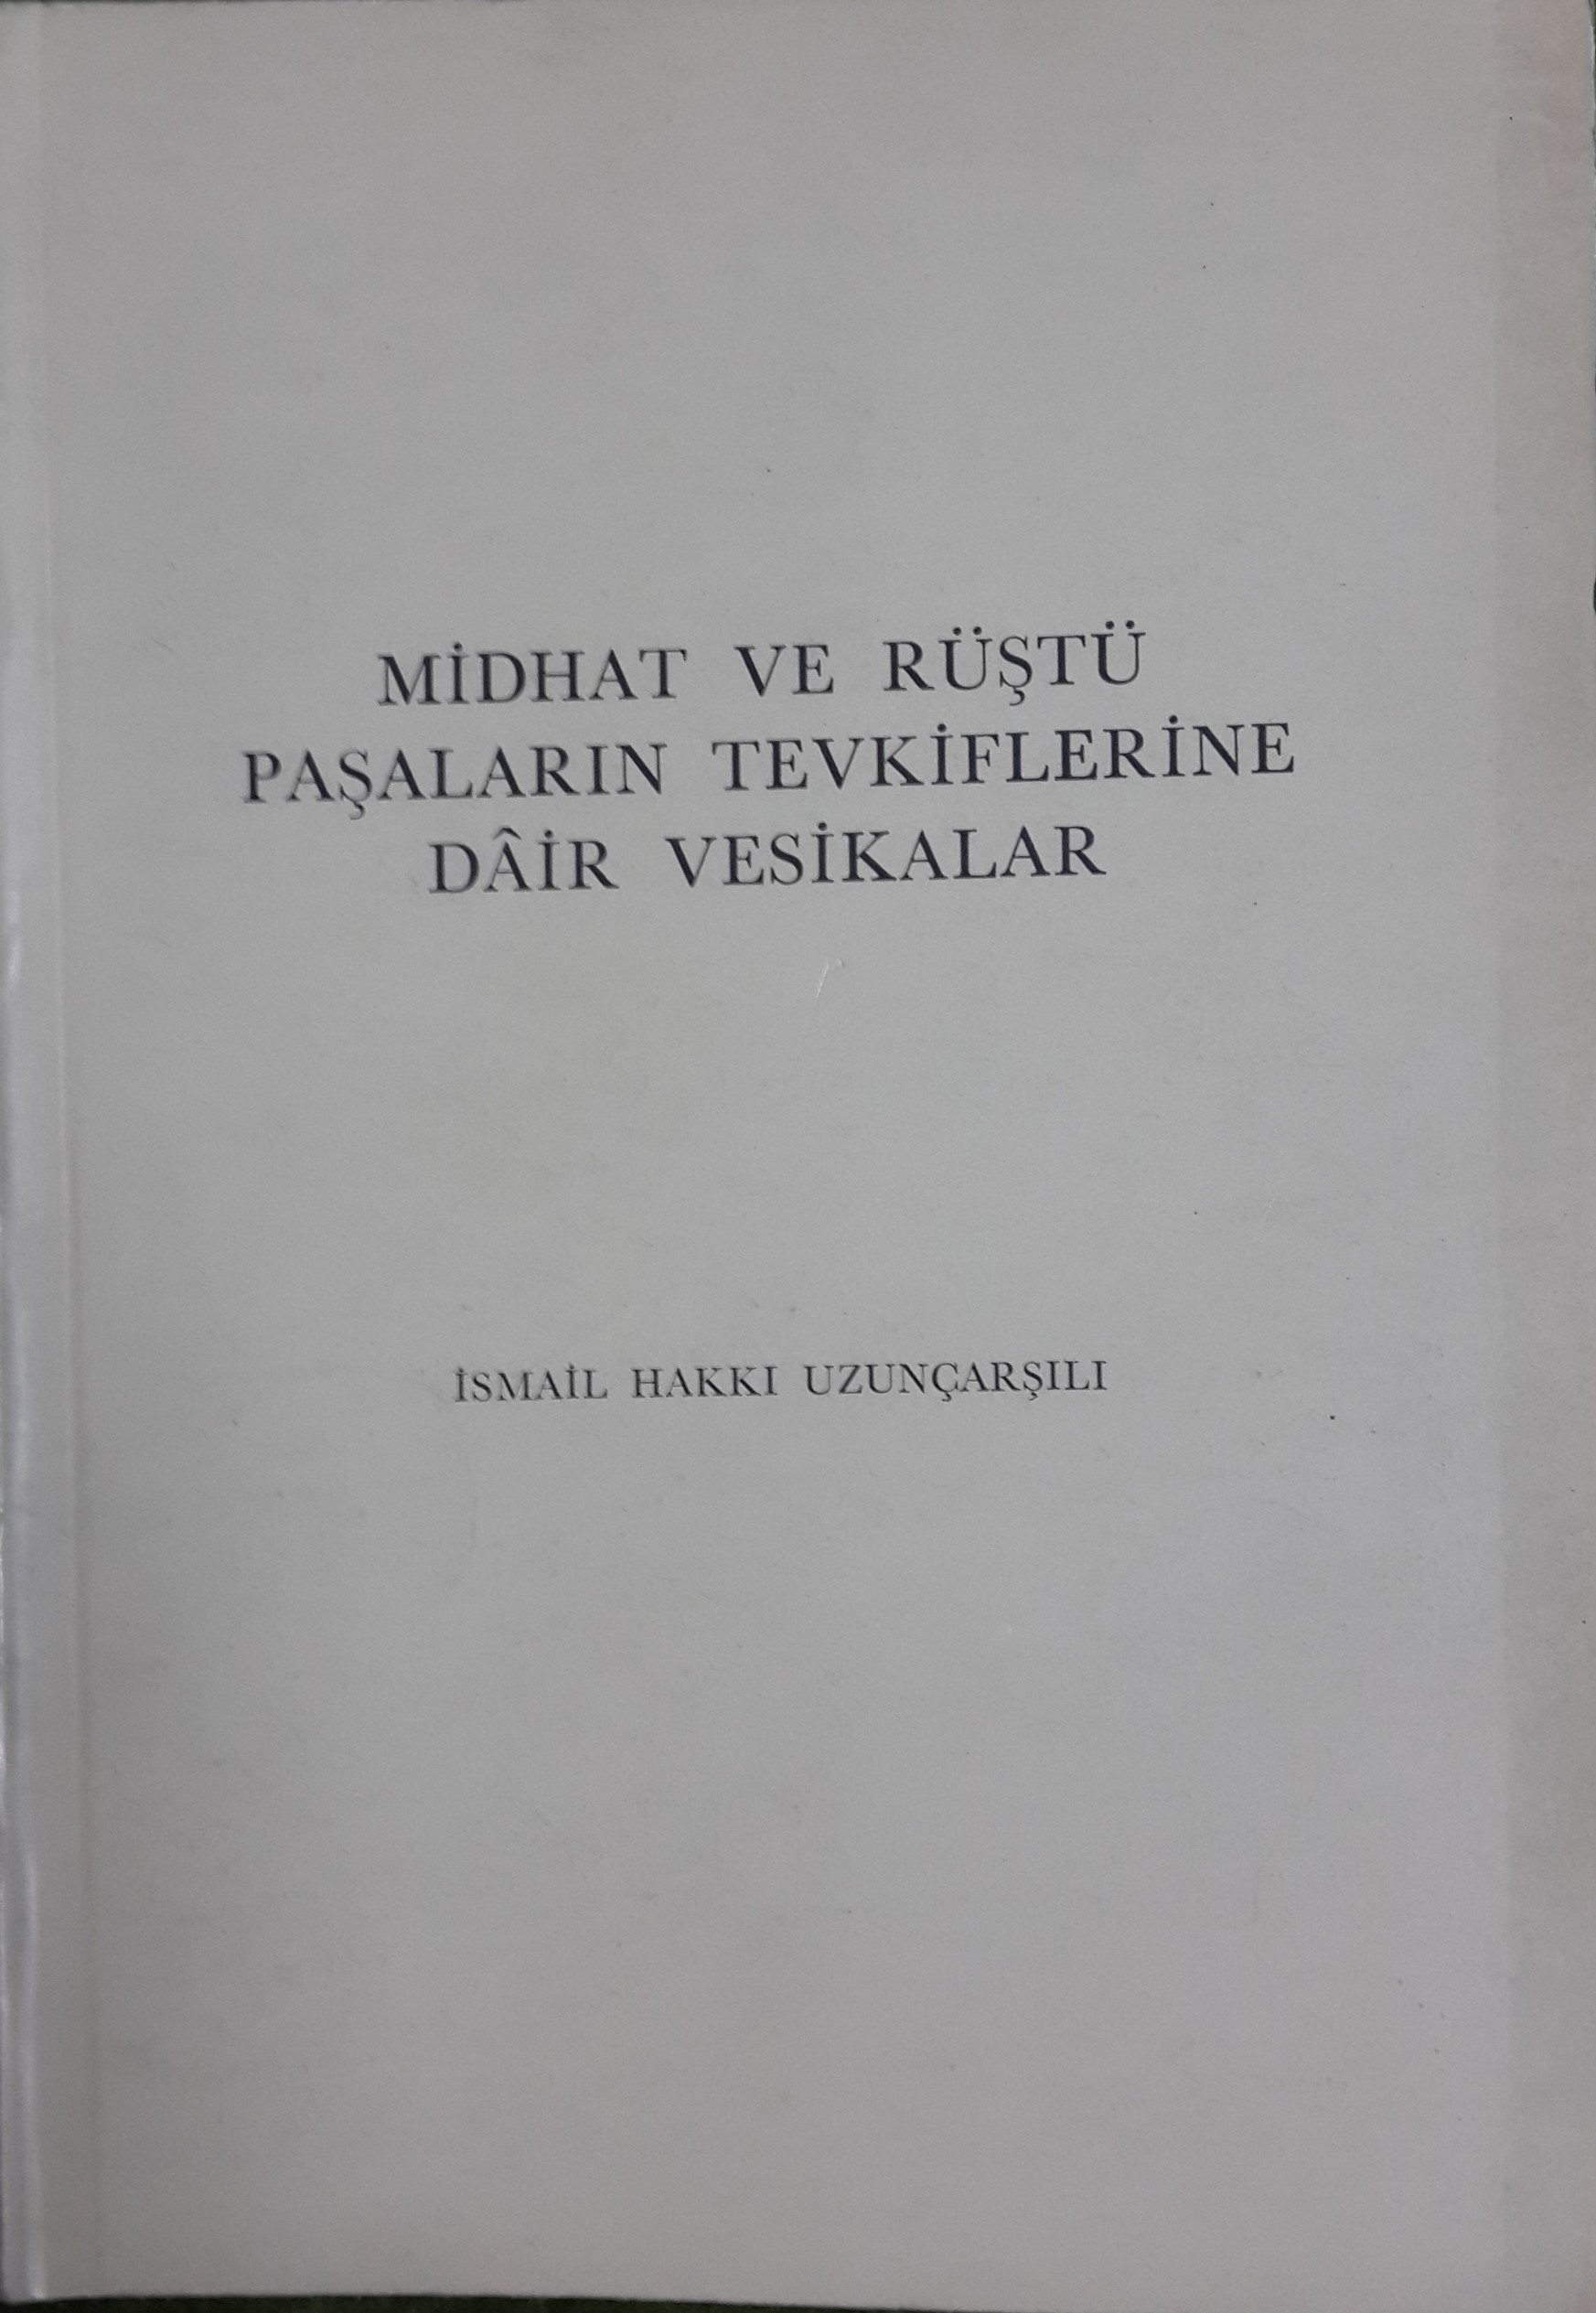 MİDHAT VE RÜŞTÜ
PAŞALARIN TEVKİFLERİNE
DÂİR VESİKALAR
İSMAİL HAKKI UZUNÇARŞILI